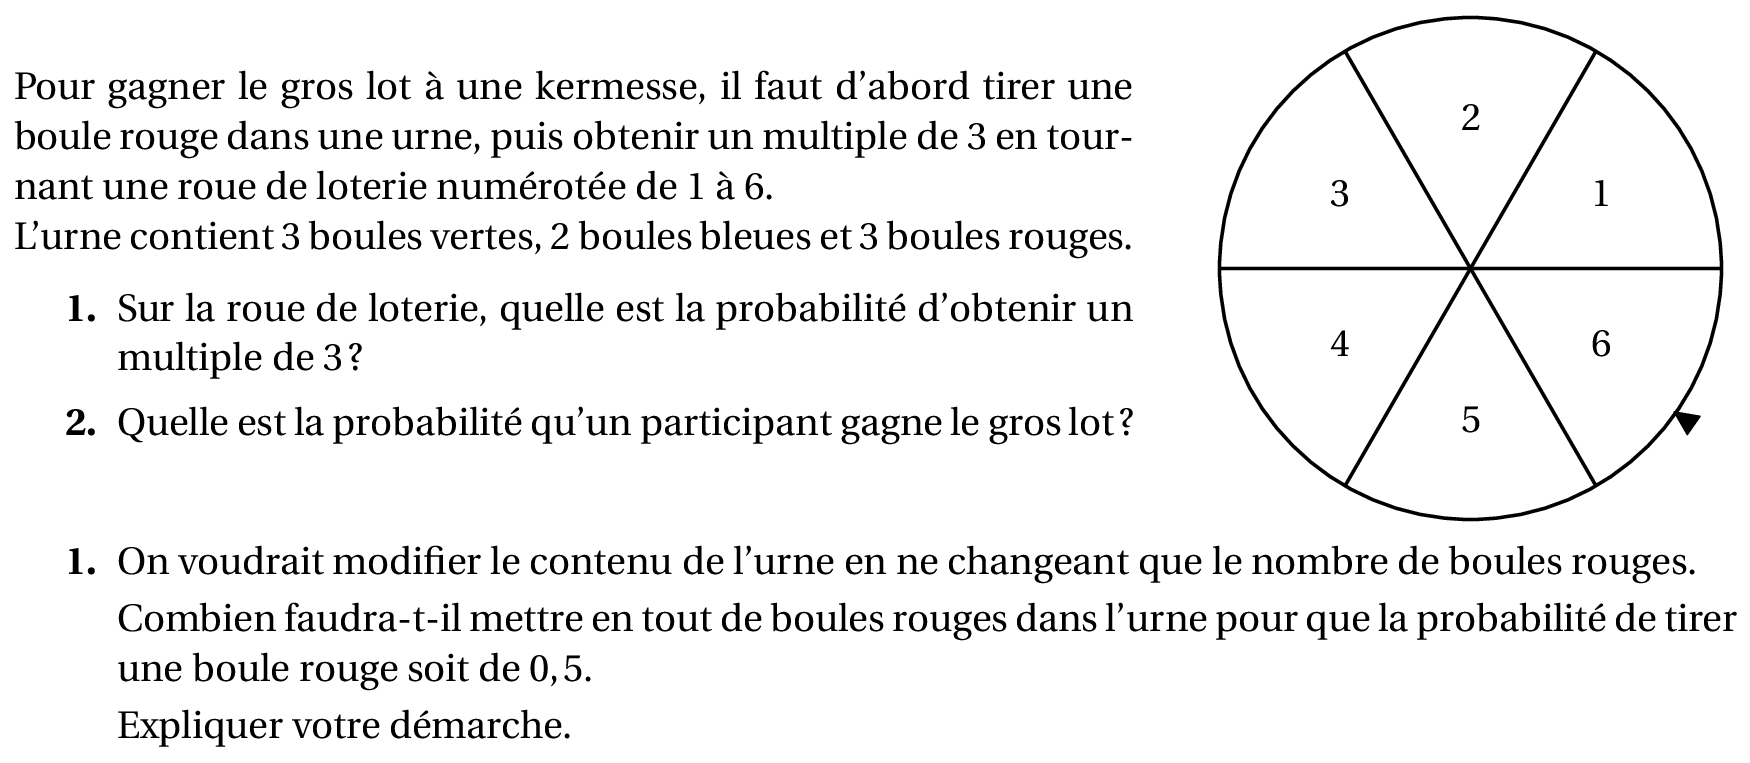 Pour gagner le gros lot à une kermesse, il faut d'abord tirer une
boule rouge dans une urne, puis obtenir un multiple de 3 en tour-
nant une roue de loterie numérotée de 1 à 6.
L'urne contient 3 boules vertes, 2 boules bleues et 3 boules rouges.
1. Sur la roue de loterie, quelle est la probabilité d'obtenir un
multiple de 3 ?
2. Quelle est la probabilité qu'un participant gagne le gros lot ?
2
3
1
4
6
5
1. On voudrait modifier le contenu de l'urne en ne changeant que le nombre de boules rouges.
Combien faudra-t-il mettre en tout de boules rouges dans l'urne pour que la probabilité de tirer
une boule rouge soit de 0,5.
Expliquer votre démarche.